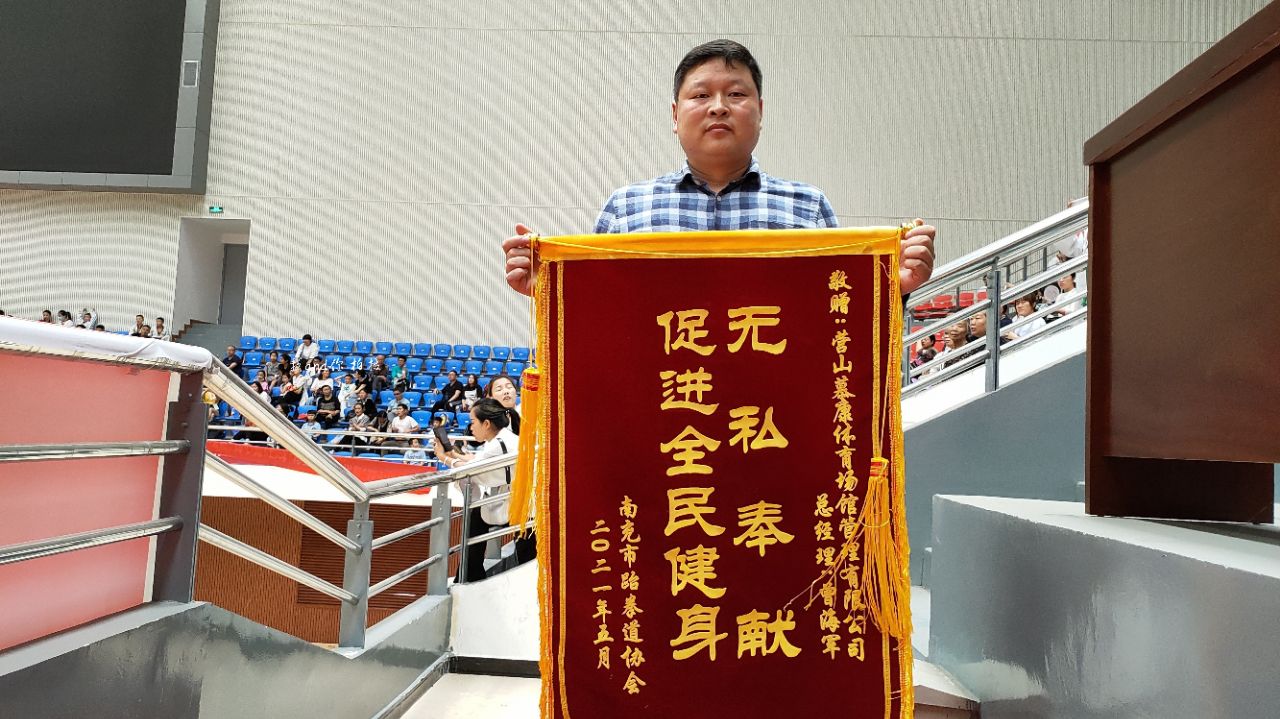 敬赠：营山慕康体育场馆管理有限公司
总经理：曾海军
无私奉献
促进全民健身
南充市跆拳道协会
二〇二一年五月